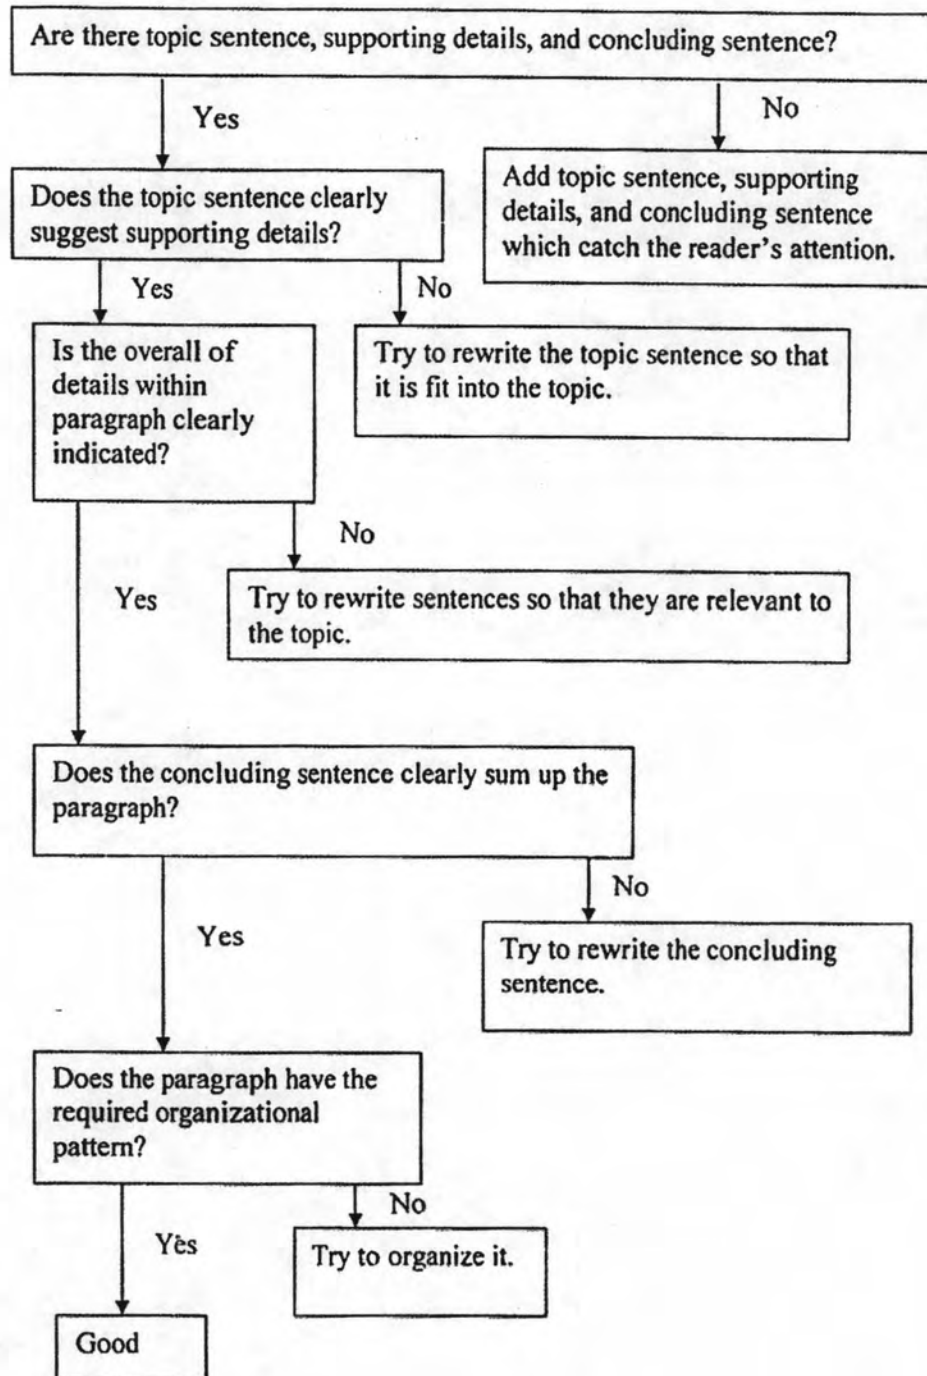 Are there topic sentence, supporting details, and concluding sentence?
Yes
No
Does the topic sentence clearly
suggest supporting details?
Add topic sentence, supporting
details, and concluding sentence
which catch the reader's attention.
Yes
No
Is the overall of
details within
paragraph clearly
indicated?
Try to rewrite the topic sentence so that
it is fit into the topic.
No
Yes
Try to rewrite sentences so that they are relevant to
the topic.
Does the concluding sentence clearly sum up the
paragraph?
No
Yes
Try to rewrite the concluding
sentence.
Does the paragraph have the
required organizational
pattern?
No
Yes
Try to organize it.
Good